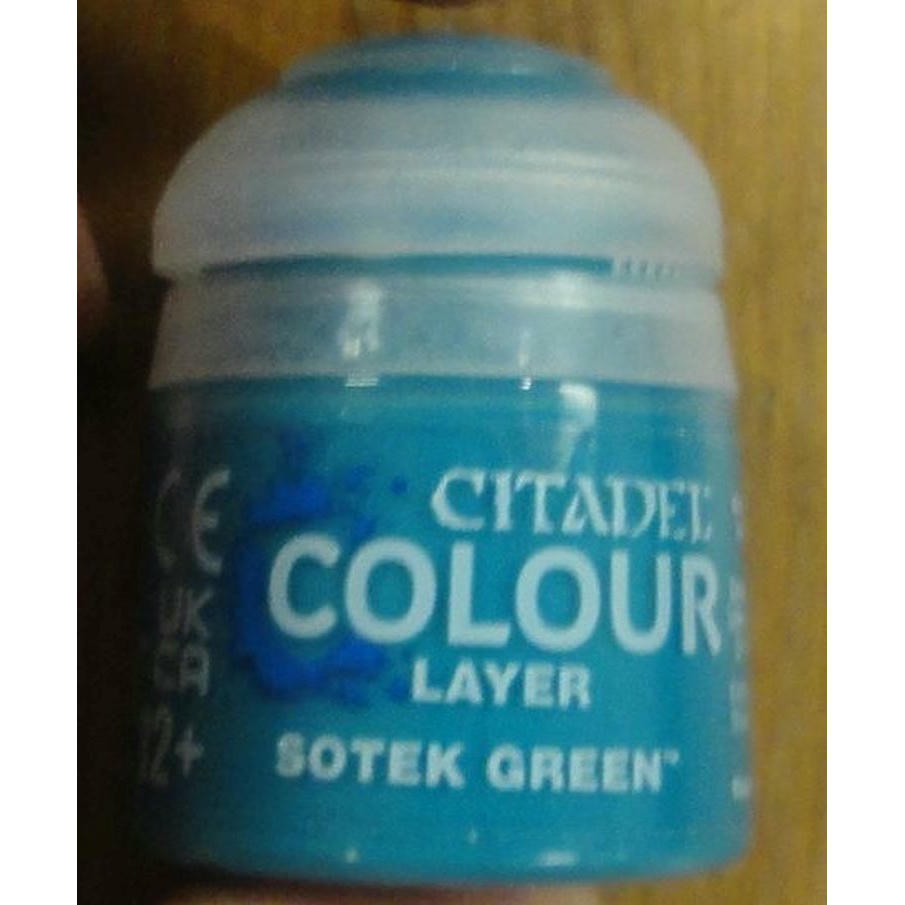 CITADEL
COLOUR
LAYER
SOTEK GREEN™
CE
UK
CA
12+